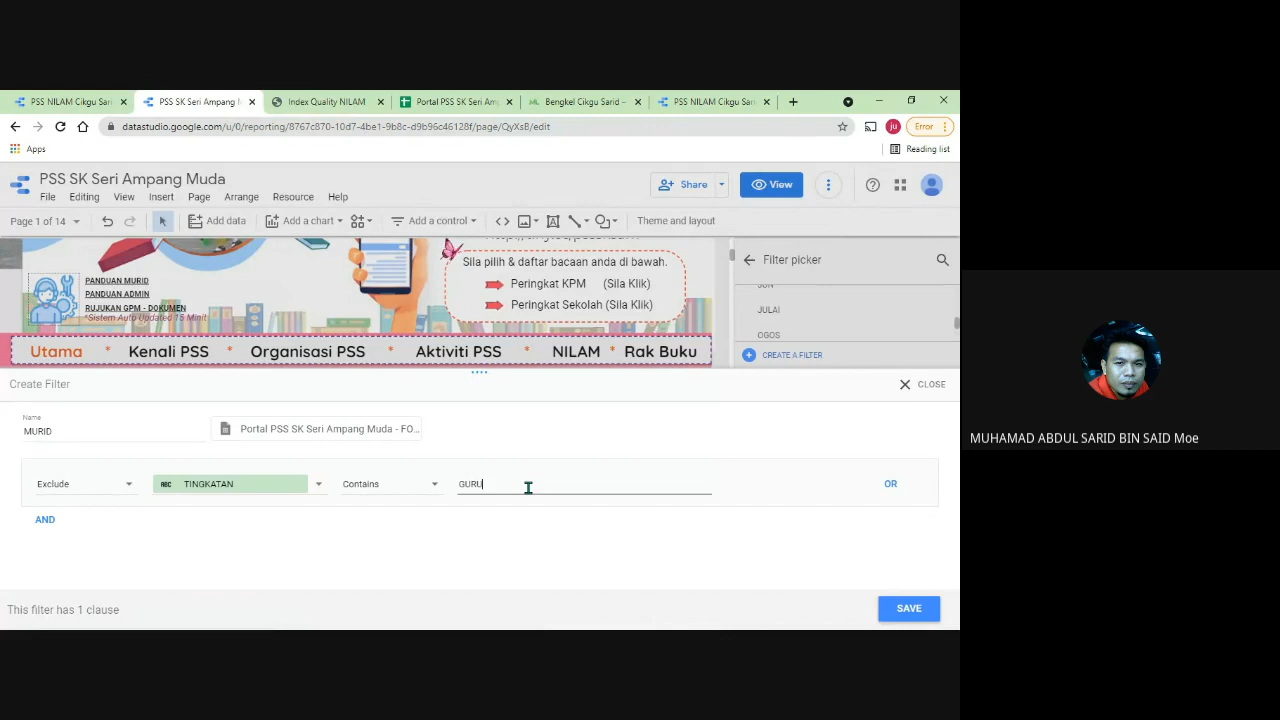 PSS NILAM Cikgu Sari
PSS SK Seri Ampang M
Index Quality NILAM
Portal PSS SK Seri Am
Bengkel Cikgu Sarid –
PSS NILAM Cikgu Sari
datastudio.google.com/u/0/reporting/8767c870-10d7-4be1-9b8c-d9b96c46128f/page/QyXsB/edit
ju
Error
Apps
Reading list
PSS SK Seri Ampang Muda
File Editing View Insert Page Arrange Resource Help
Share
View
Page 1 of 14
Add data
Add a chart
Add a control
Theme and layout
Sila pilih & daftar bacaan anda di bawah.
Peringkat KPM (Sila Klik)
Peringkat Sekolah (Sila Klik)
PANDUAN MURID
PANDUAN ADMIN
RUJUKAN GPM - DOKUMEN
*Sistem Auto Updated 15 Minit
Utama * Kenali PSS * Organisasi PSS * Aktiviti PSS * NILAM * Rak Buku
Filter picker
JULAI
OGOS
CREATE A FILTER
Create Filter
CLOSE
Name
MURID
Portal PSS SK Seri Ampang Muda - FO...
Exclude
ABC TINGKATAN
Contains
GURU
OR
AND
This filter has 1 clause
SAVE
MUHAMAD ABDUL SARID BIN SAID Moe